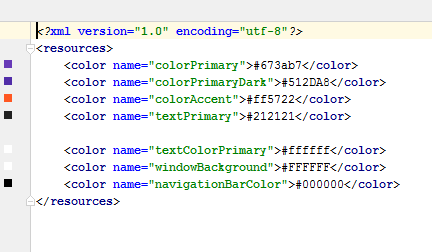 <?xml version="1.0" encoding="utf-8"?>
<resources>
    <color name="colorPrimary">#673ab7</color>
    <color name="colorPrimaryDark">#512DA8</color>
    <color name="colorAccent">#ff5722</color>
    <color name="textPrimary">#212121</color>

    <color name="textColorPrimary">#ffffff</color>
    <color name="windowBackground">#FFFFFF</color>
    <color name="navigationBarColor">#000000</color>
</resources>